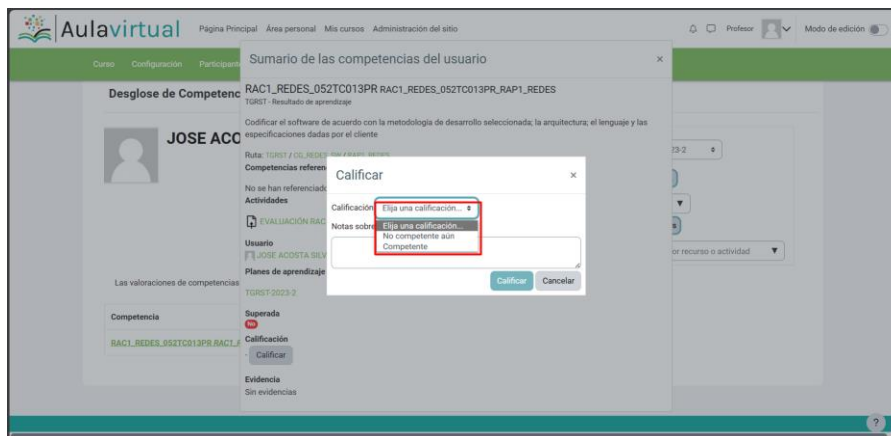 Aulavirtual
Página Principal Área personal Mis cursos Administración del sitio
Profesor
Modo de edición
Curso Configuración Participant
Sumario de las competencias del usuario ×
Desglose de Competenc
RAC1_REDES_052TC013PR RAC1_REDES_052TC013PR_RAP1_REDES
TGRST - Resultado de aprendizaje
Codificar el software de acuerdo con la metodología de desarrollo seleccionada; la arquitectura; el lenguaje y las
especificaciones dadas por el cliente
JOSE ACO
Ruta: TGRST /
Competencias referen
No se han referenciado
Actividades
EVALUACIÓN RAC
Usuario
JOSE ACOSTA SILV
Planes de aprendizaje
TGRST-2023-2
Superada
No
Calificación
- Calificar
Evidencia
Sin evidencias
Calificar ×
Calificación Elija una calificación...
Notas sobre
Elija una calificación...
No competente aún
Competente
Calificar Cancelar
23-2
s
or recurso o actividad
Las valoraciones de competencias
Competencia
RAC1_REDES_052TC013PR RAC1_
?